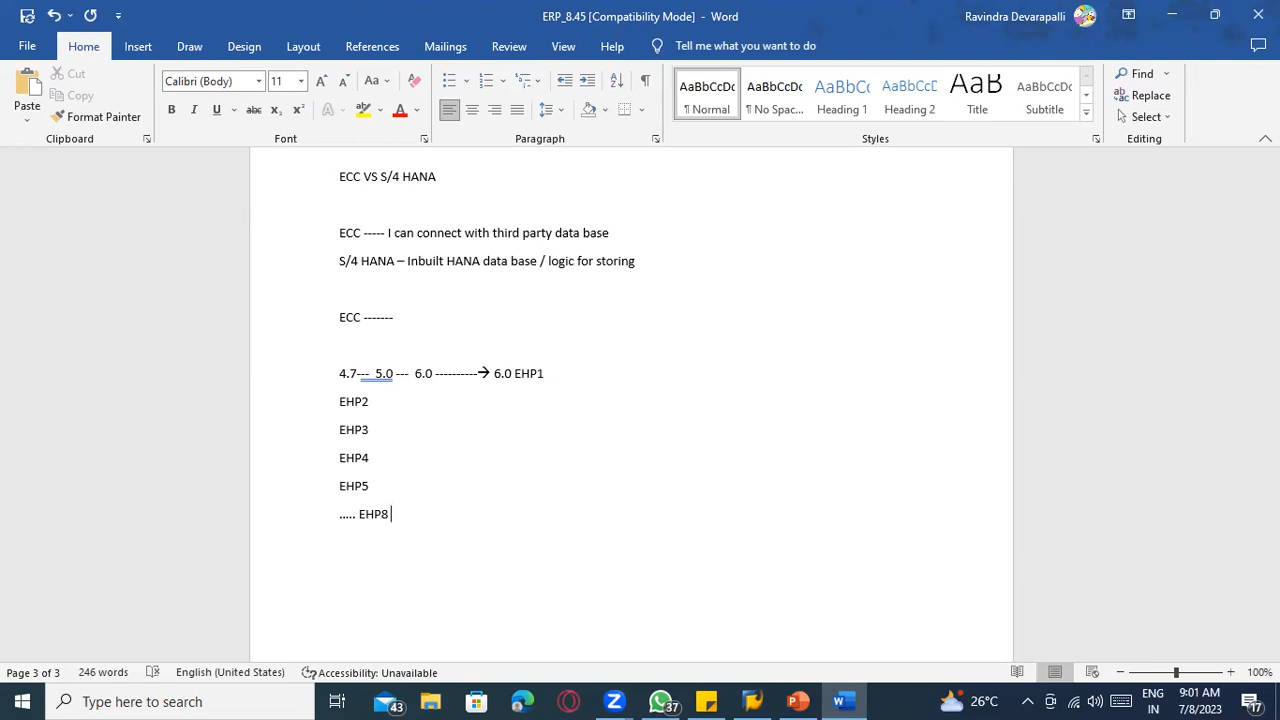 ERP_8.45 [Compatibility Mode] - Word
Ravindra Devarapalli
File Home Insert Draw Design Layout References Mailings Review View Help Tell me what you want to do
Paste
Cut
Copy
Format Painter
Clipboard
Calibri (Body) 11
Aa
B I U abc x₂ x² A A
Font
Paragraph
AaBbCcDc AaBbCcDc AaBbCc AaBbCcD AaB AaBbCcD
¶ Normal ¶ No Spac... Heading 1 Heading 2 Title Subtitle
Styles
Find
Replace
Select
Editing
ECC VS S/4 HANA
ECC ----- I can connect with third party data base
S/4 HANA – Inbuilt HANA data base / logic for storing
ECC -------
4.7--- 5.0 --- 6.0 ----------→ 6.0 EHP1
EHP2
EHP3
EHP4
EHP5
..... EHP8
Page 3 of 3 246 words English (United States) Accessibility: Unavailable 100%
Type here to search
43
37
26°C
ENG
IN
9:01 AM
7/8/2023
17